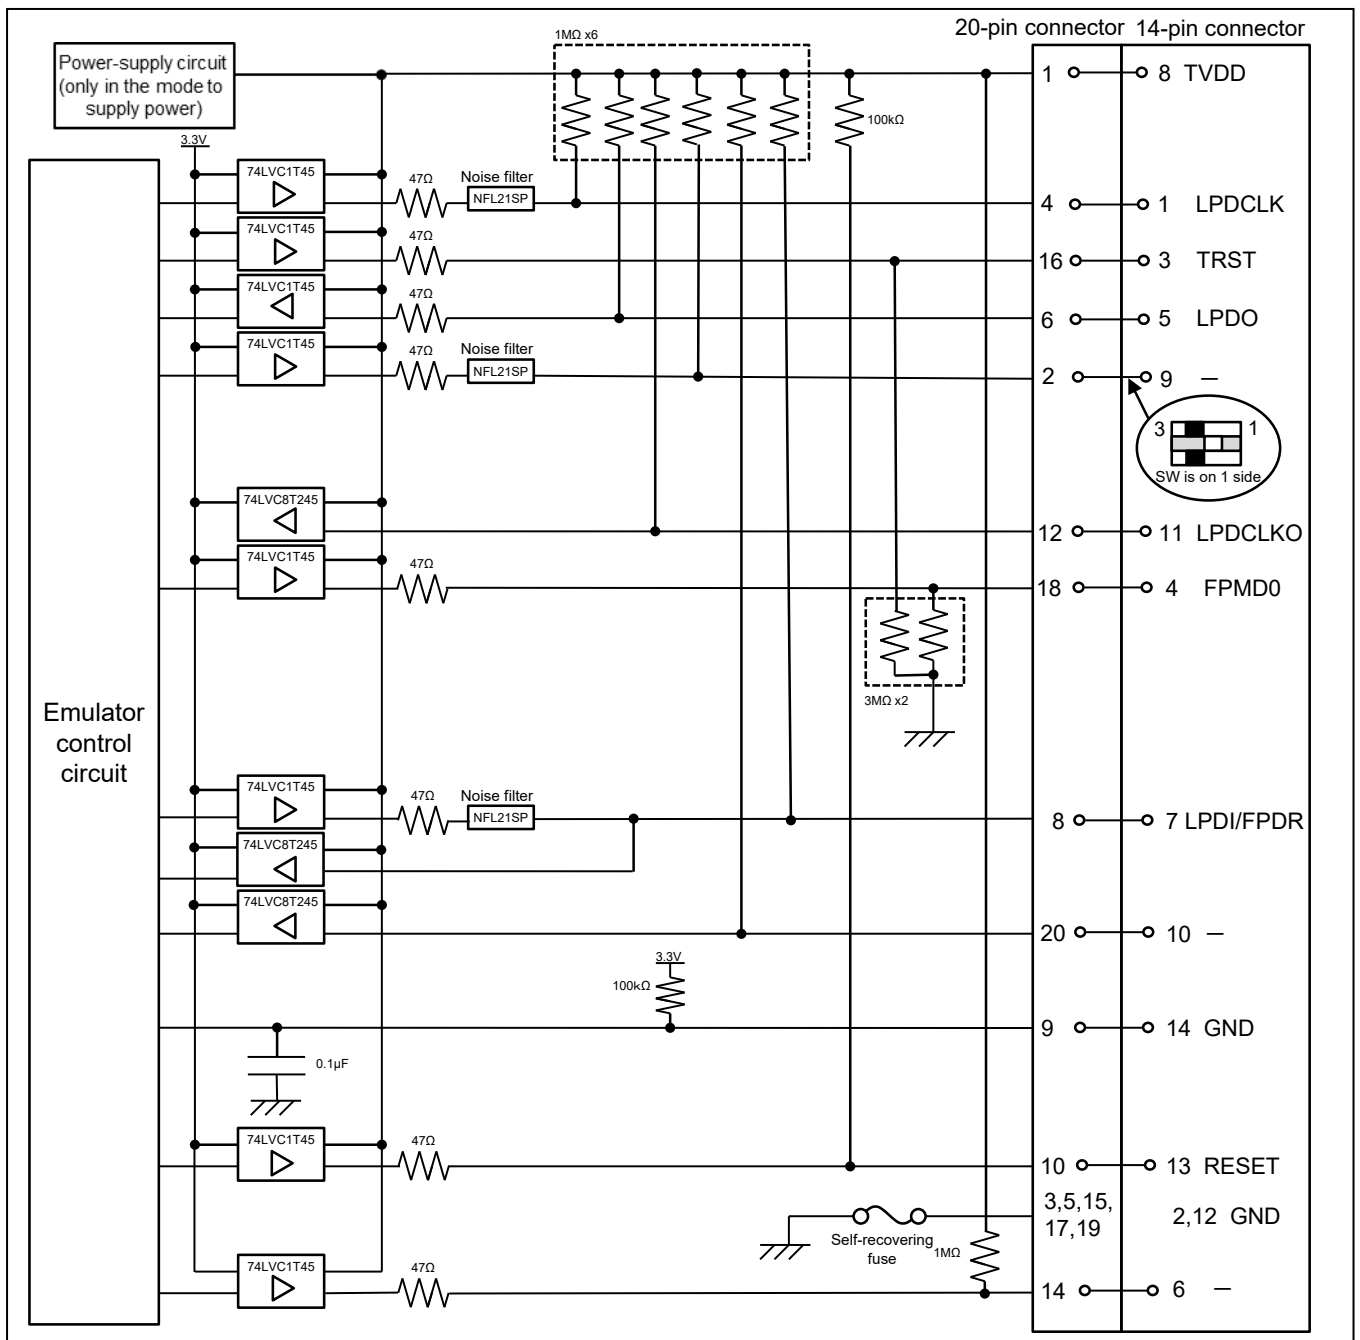 20-pin connector 14-pin connector
1MΩ x6
Power-supply circuit
(only in the mode to
supply power)
1 8 TVDD
100kΩ
3.3V
74LVC1T45
47Ω
Noise filter
NFL21SP
4 1 LPDCLK
74LVC1T45
47Ω
16 3 TRST
74LVC1T45
47Ω
6 5 LPDO
74LVC1T45
47Ω
Noise filter
NFL21SP
2 9 —
3 1
SW is on 1 side
74LVC8T245
12 11 LPDCLKO
74LVC1T45
47Ω
18 4 FPMD0
3MΩ x2
Emulator
control
circuit
74LVC1T45
47Ω
Noise filter
NFL21SP
8 7 LPDI/FPDR
74LVC8T245
74LVC8T245
20 10 —
3.3V
100kΩ
9 14 GND
0.1μF
74LVC1T45
47Ω
10 13 RESET
3,5,15,
17,19
2,12 GND
Self-recovering
fuse
1MΩ
74LVC1T45
47Ω
14 6 —